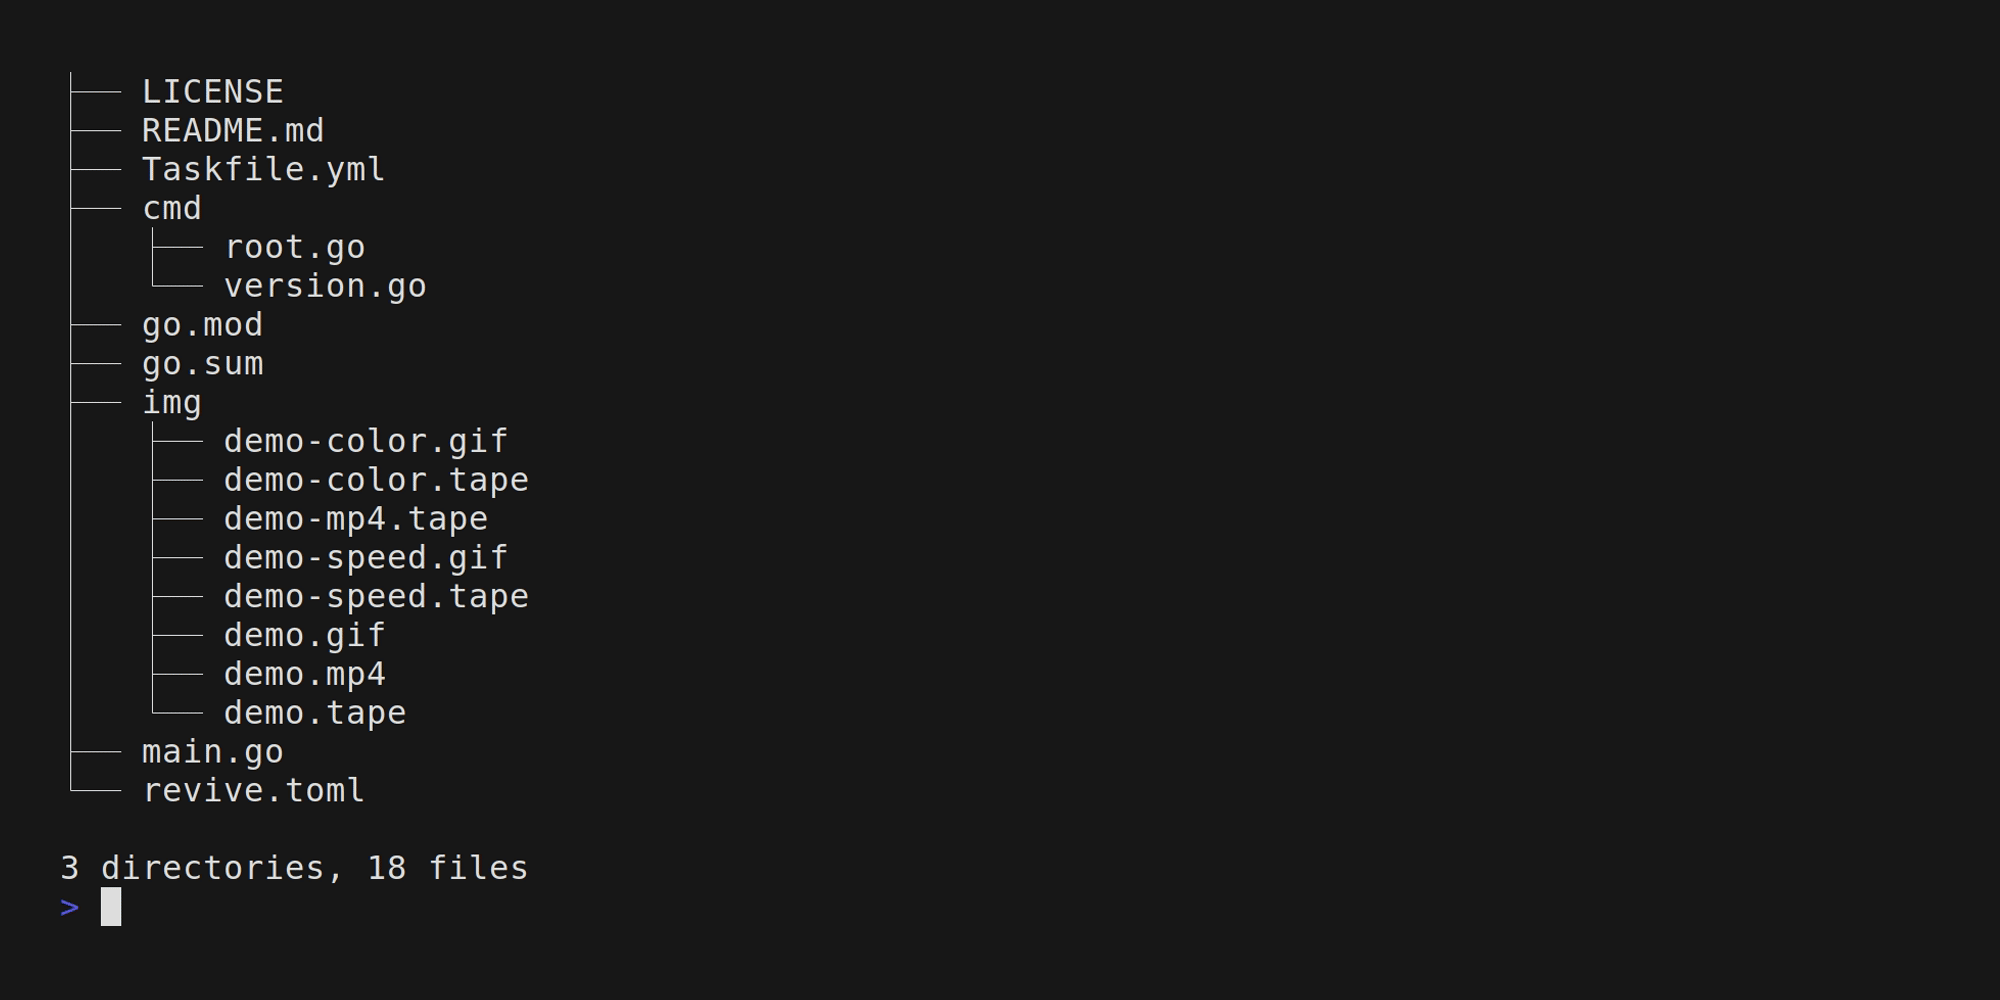 ├── LICENSE
├── README.md
├── Taskfile.yml
├── cmd
│   ├── root.go
│   └── version.go
├── go.mod
├── go.sum
├── img
│   ├── demo-color.gif
│   ├── demo-color.tape
│   ├── demo-mp4.tape
│   ├── demo-speed.gif
│   ├── demo-speed.tape
│   ├── demo.gif
│   ├── demo.mp4
│   └── demo.tape
├── main.go
└── revive.toml
3 directories, 18 files
>